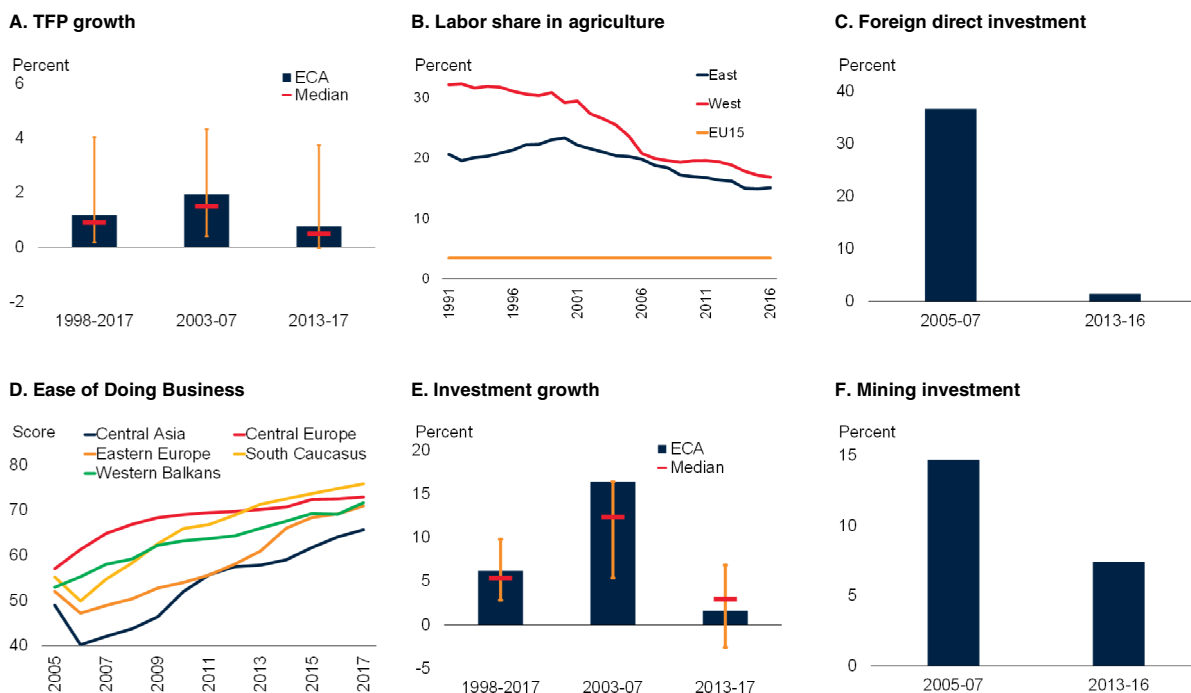 A. TFP growth
Percent
ECA
Median
6
4
2
0
-2
1998-2017
2003-07
2013-17
B. Labor share in agriculture
Percent
East
West
EU15
30
20
10
0
1991
1996
2001
2006
2011
2016
C. Foreign direct investment
Percent
40
30
20
10
0
2005-07
2013-16
D. Ease of Doing Business
Score
Central Asia
Central Europe
Eastern Europe
South Caucasus
Western Balkans
80
70
60
50
40
2005
2007
2009
2011
2013
2015
2017
E. Investment growth
Percent
ECA
Median
20
15
10
5
0
-5
1998-2017
2003-07
2013-17
F. Mining investment
Percent
15
10
5
0
2005-07
2013-16